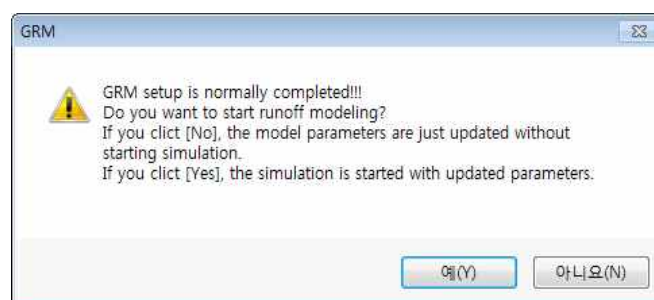 GRM
GRM setup is normally completed!!!
Do you want to start runoff modeling?
If you clict [No], the model parameters are just updated without
starting simulation.
If you clict [Yes], the simulation is started with updated parameters.
예(Y) 아니요(N)